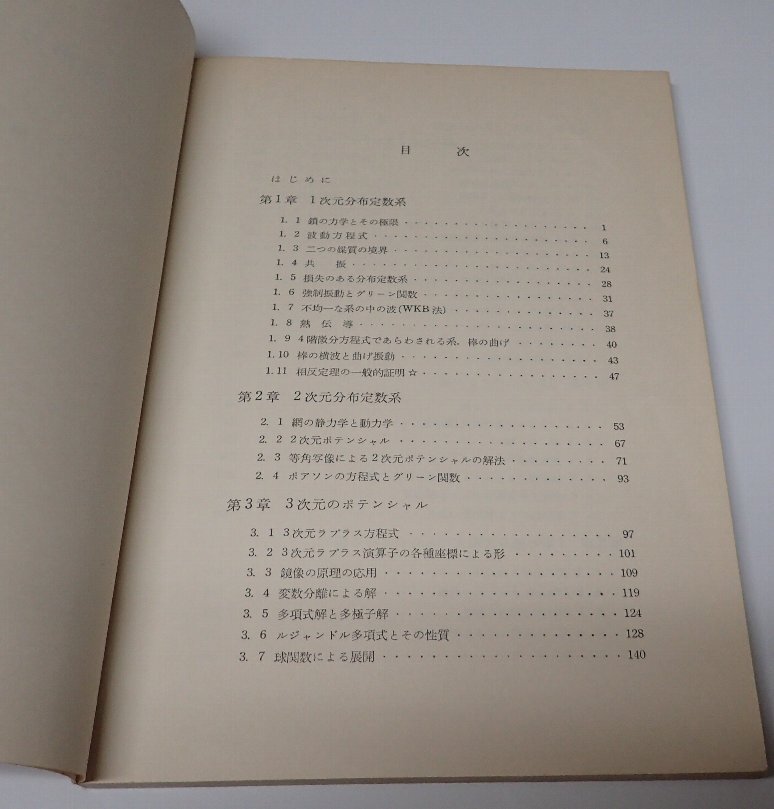 目 次
はじめに
第1章 1次元分布定数系
1. 1 鎖の力学とその極限 1
1. 2 波動方程式 6
1. 3 二つの媒質の境界 13
1. 4 共 振 24
1. 5 損失のある分布定数系 28
1. 6 強制振動とグリーン関数 31
1. 7 不均一な系の中の波(WKB法) 37
1. 8 熱伝導 38
1. 9 4階微分方程式であらわされる系,棒の曲げ 40
1.10 棒の横波と曲げ振動 43
1.11 相反定理の一般的証明☆ 47
第2章 2次元分布定数系
2. 1 網の静力学と動力学 53
2. 2 2次元ポテンシャル 67
2. 3 等角写像による2次元ポテンシャルの解法 71
2. 4 ポアソンの方程式とグリーン関数 93
第3章 3次元のポテンシャル
3. 1 3次元ラプラス方程式 97
3. 2 3次元ラプラス演算子の各種座標による形 101
3. 3 鏡像の原理の応用 109
3. 4 変数分離による解 119
3. 5 多項式解と多極子解 124
3. 6 ルジャンドル多項式とその性質 128
3. 7 球関数による展開 140